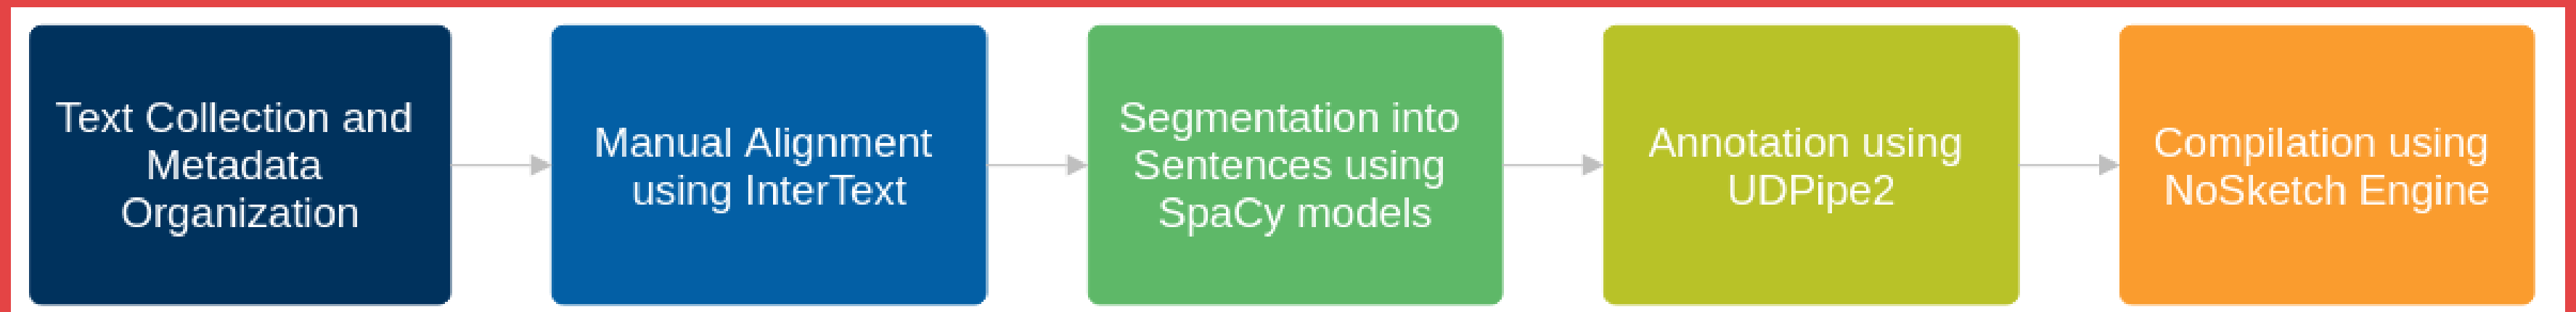 Text Collection and
Metadata
Organization
Manual Alignment
using InterText
Segmentation into
Sentences using
SpaCy models
Annotation using
UDPipe2
Compilation using
NoSketch Engine